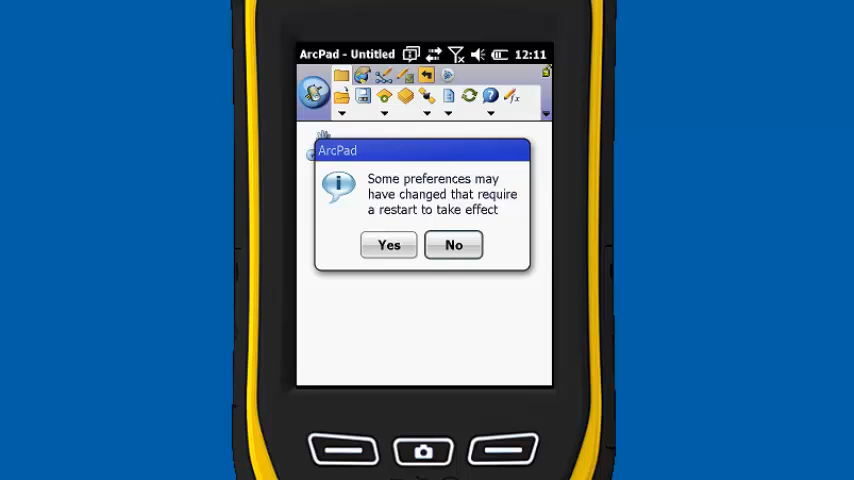 ArcPad - Untitled 12:11
ArcPad
Some preferences may
have changed that require
a restart to take effect
Yes No